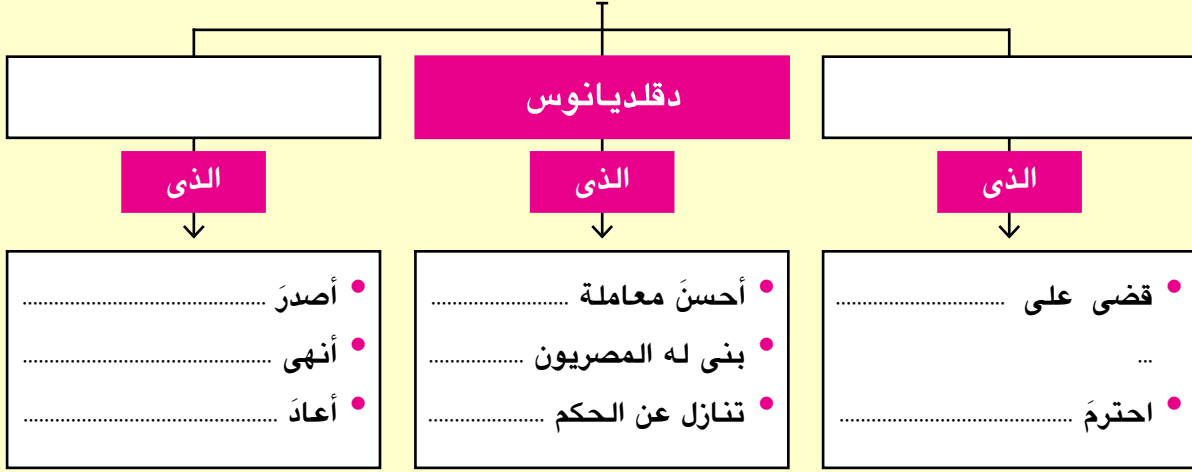 دقلديانوس
الذى
الذى
الذى
• قضى على ........................................
...
• احترمَ ........................................
• أحسنَ معاملة ........................................
• بنى له المصريون ........................................
• تنازل عن الحكم ........................................
• أصدرَ ........................................
• أنهى ........................................
• أعادَ ........................................